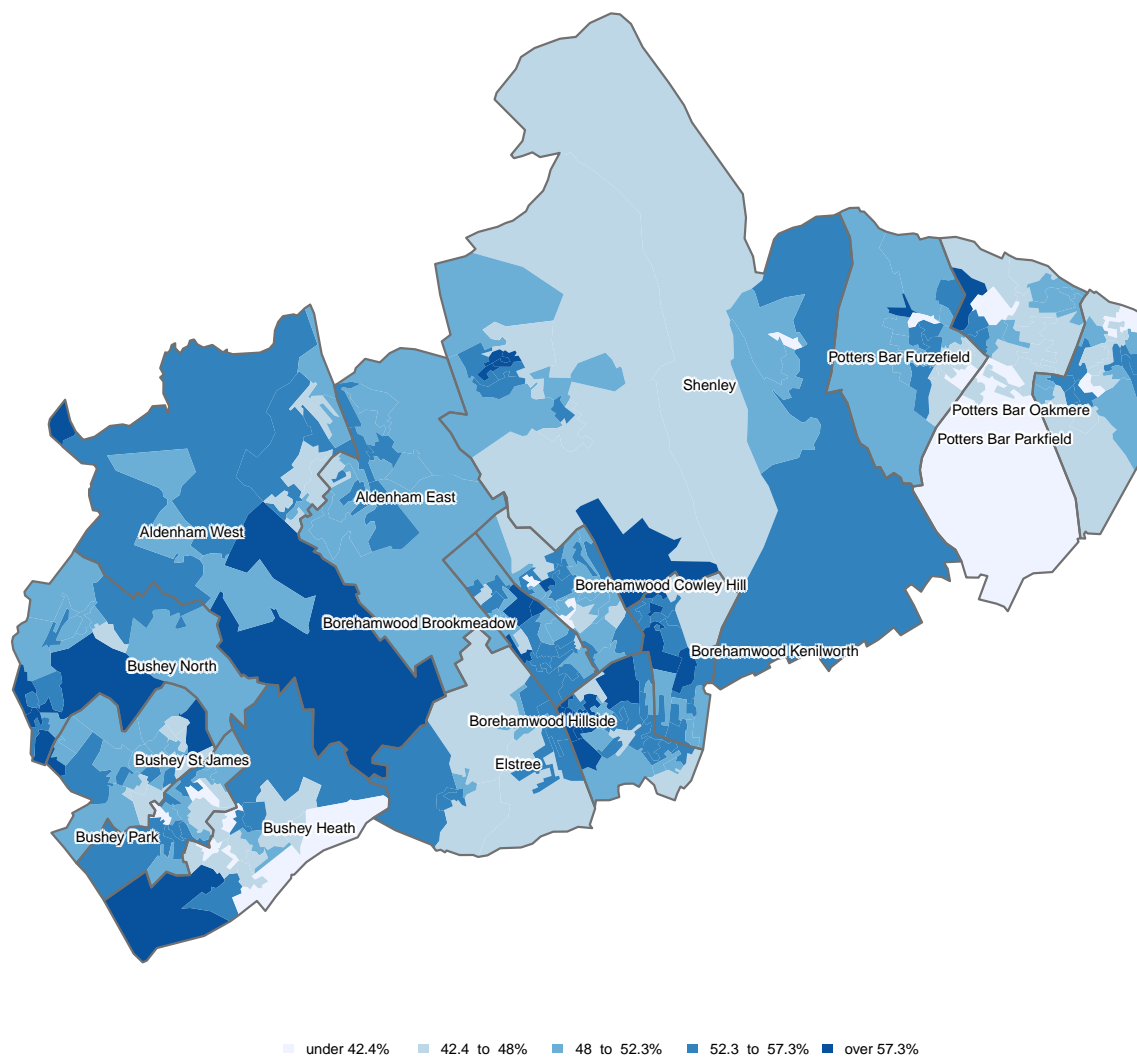 Potters Bar Furzefield
Shenley
Potters Bar Oakmere
Potters Bar Parkfield
Aldenham East
Aldenham West
Borehamwood Cowley Hill
Borehamwood Brookmeadow
Borehamwood Kenilworth
Bushey North
Borehamwood Hillside
Bushey St James
Elstree
Bushey Heath
Bushey Park
under 42.4% 42.4 to 48% 48 to 52.3% 52.3 to 57.3% over 57.3%